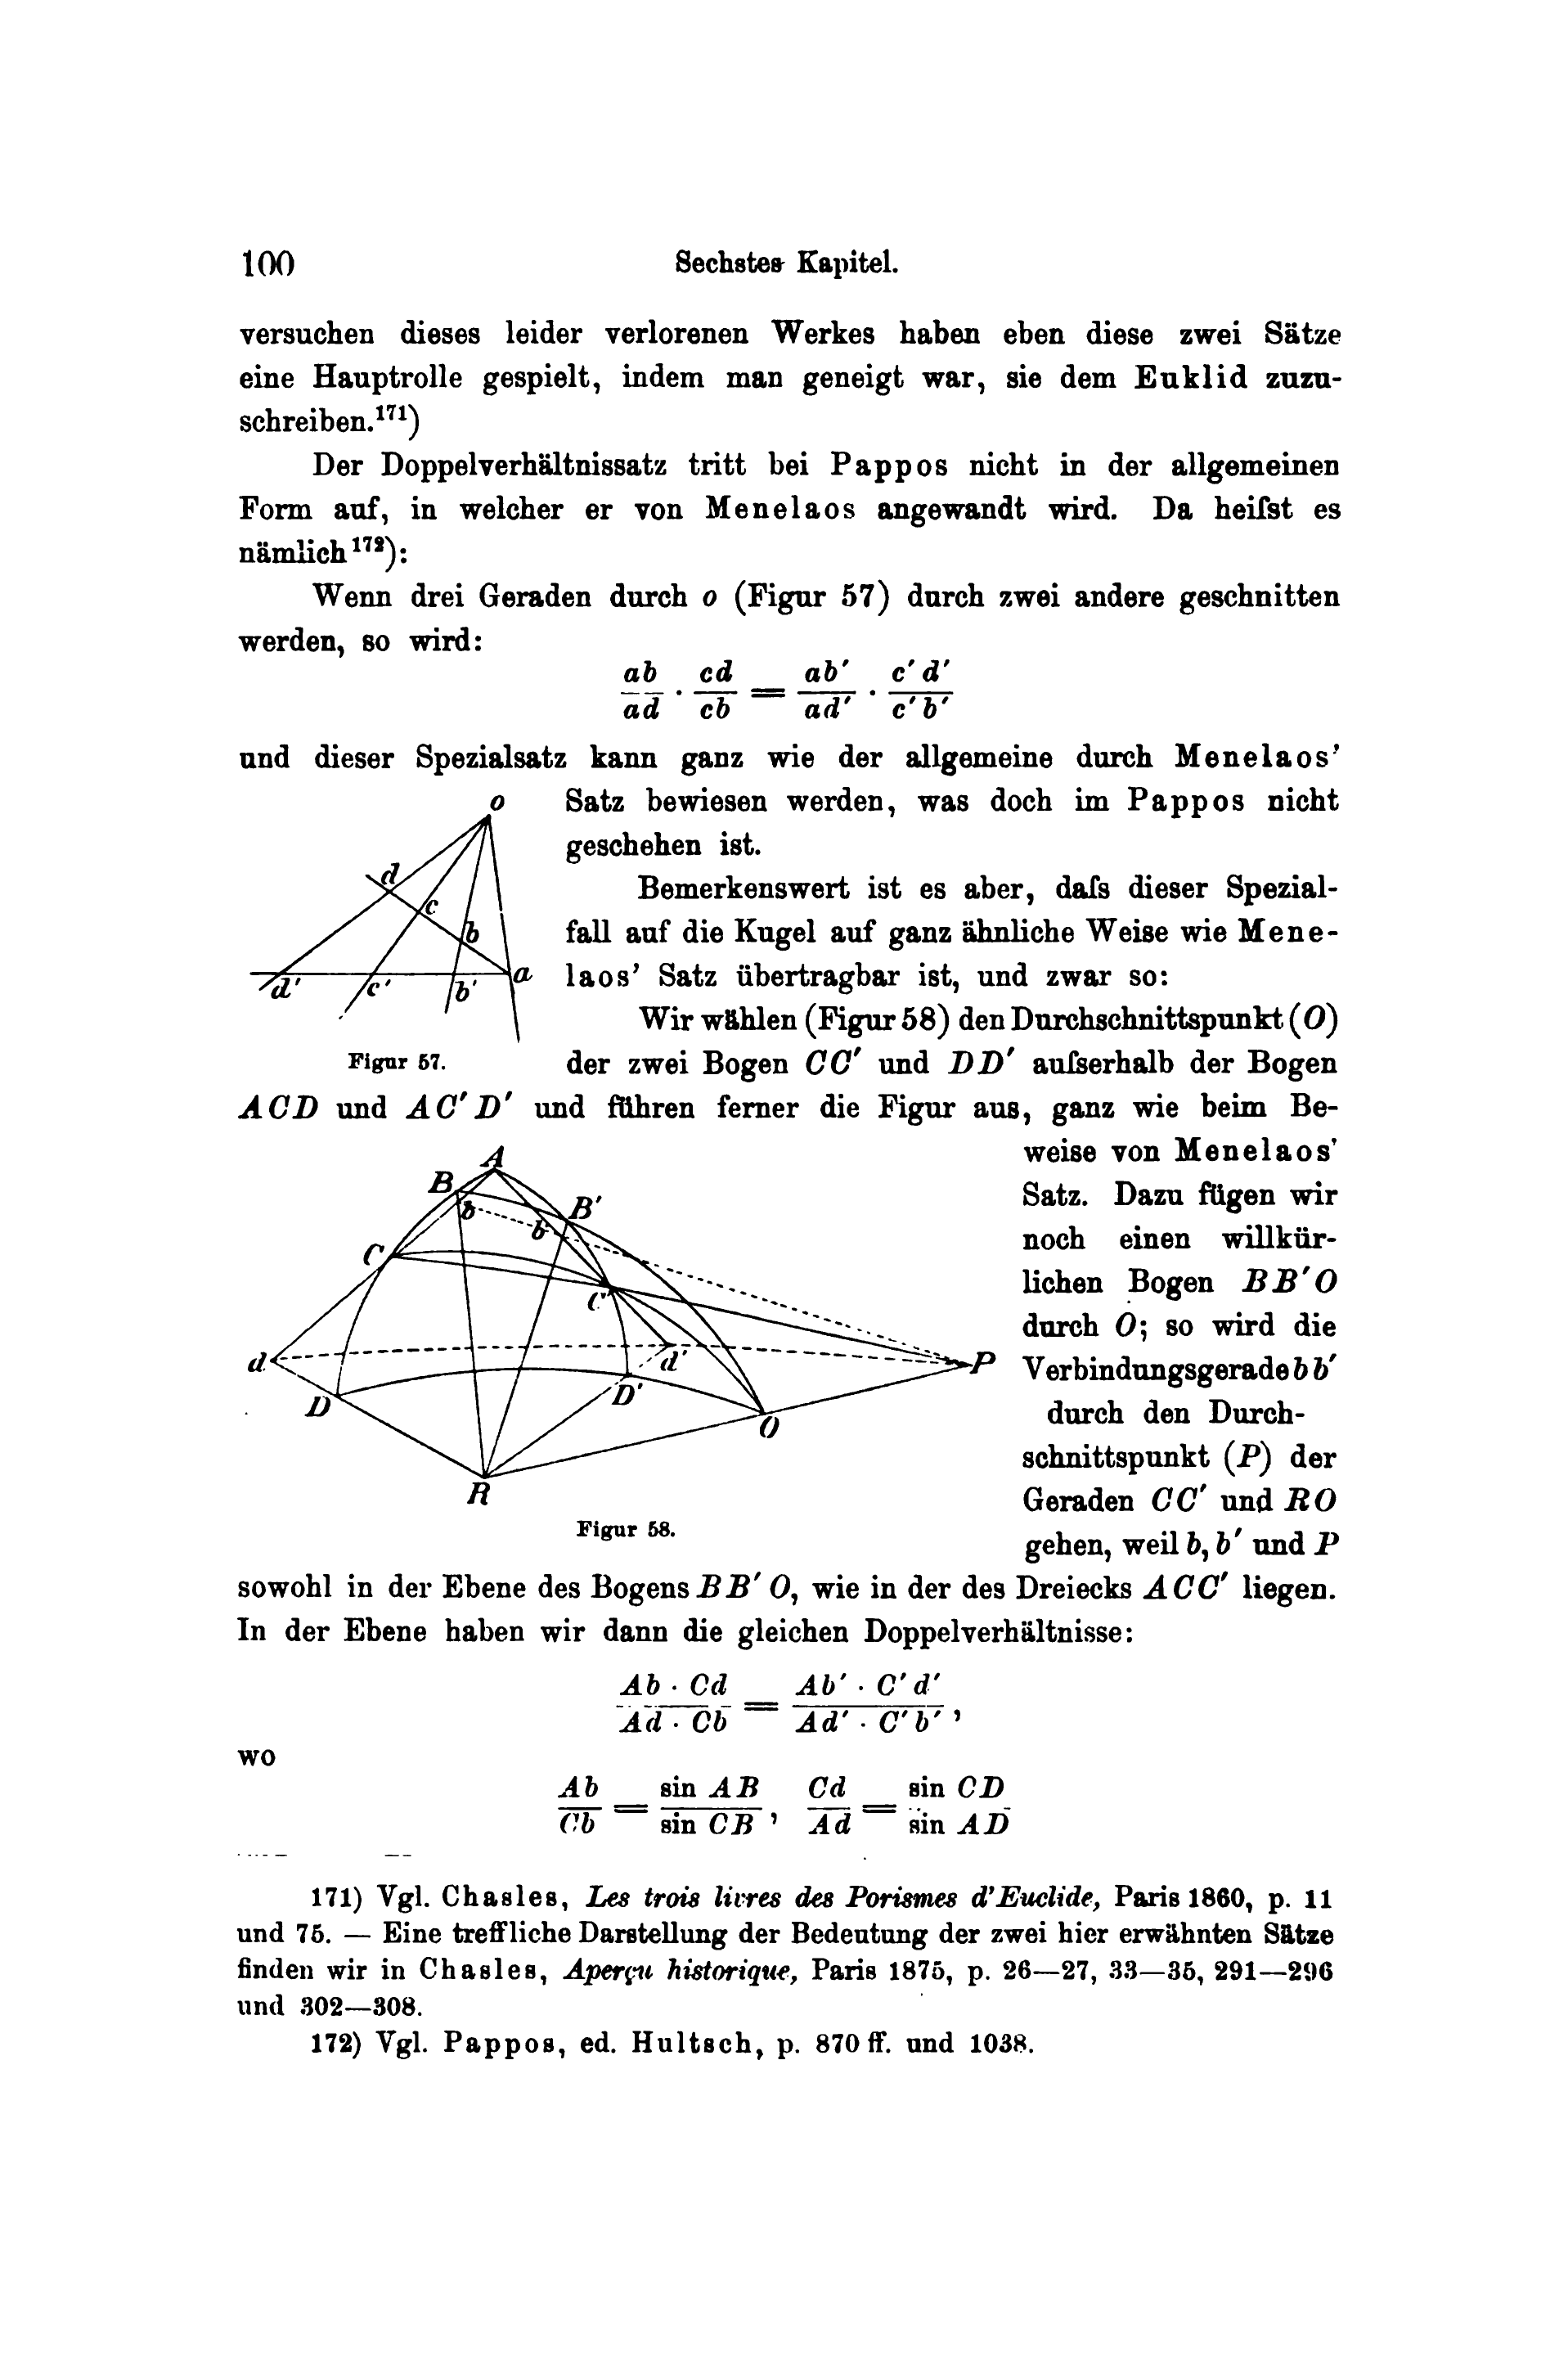 100 Sechstes Kapitel.
versuchen dieses leider verlorenen Werkes haben eben diese zwei Sätze
eine Hauptrolle gespielt, indem man geneigt war, sie dem Euklid zuzu-
schreiben.¹⁷¹)
Der Doppelverhältnissatz tritt bei Pappos nicht in der allgemeinen
Form auf, in welcher er von Menelaos angewandt wird. Da heifst es
nämlich¹⁷²):
Wenn drei Geraden durch o (Figur 57) durch zwei andere geschnitten
werden, so wird:
ab/ad · cd/cb = ab′/ad′ · c′d′/c′b′
und dieser Spezialsatz kann ganz wie der allgemeine durch Menelaos'
Satz bewiesen werden, was doch im Pappos nicht
geschehen ist.
Bemerkenswert ist es aber, dafs dieser Spezial-
fall auf die Kugel auf ganz ähnliche Weise wie Mene-
laos' Satz übertragbar ist, und zwar so:
Wir wählen (Figur 58) den Durchschnittspunkt (O)
der zwei Bogen CC′ und DD′ aufserhalb der Bogen
o
d
c
b
a
d′
c′
b′
Figur 57.
ACD und AC′D′ und führen ferner die Figur aus, ganz wie beim Be-
weise von Menelaos'
Satz. Dazu fügen wir
noch einen willkür-
lichen Bogen BB′O
durch O; so wird die
Verbindungsgerade bb′
durch den Durch-
schnittspunkt (P) der
Geraden CC′ und RO
gehen, weil b, b′ und P
A
B
b
B′
b
C
C′
d
d′
P
D
D′
O
R
Figur 58.
sowohl in der Ebene des Bogens BB′O, wie in der des Dreiecks ACC′ liegen.
In der Ebene haben wir dann die gleichen Doppelverhältnisse:
Ab · Cd / Ad · Cb = Ab′ · C′d′ / Ad′ · C′b′,
wo
Ab/Cb = sin AB / sin CB, Cd/Ad = sin CD / sin AD
171) Vgl. Chasles, Les trois livres des Porismes d'Euclide, Paris 1860, p. 11
und 75. — Eine treffliche Darstellung der Bedeutung der zwei hier erwähnten Sätze
finden wir in Chasles, Aperçu historique, Paris 1875, p. 26—27, 33—35, 291—296
und 302—308.
172) Vgl. Pappos, ed. Hultsch, p. 870 ff. und 1038.